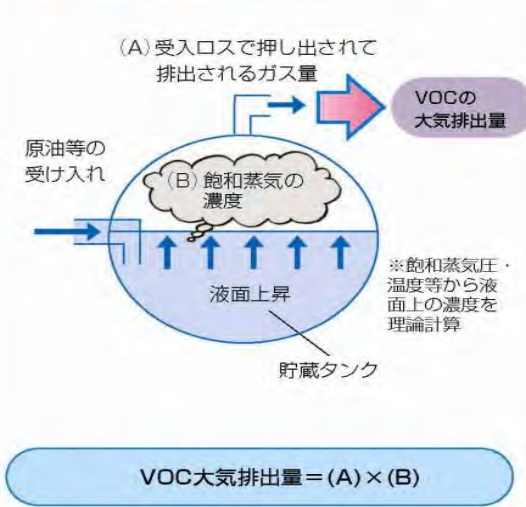 (A)受入ロスで押し出されて
排出されるガス量
VOCの
大気排出量
原油等の
受け入れ
(B)飽和蒸気の
濃度
液面上昇
※飽和蒸気圧・
温度等から液
面上の濃度を
理論計算
貯蔵タンク
VOC大気排出量=(A)×(B)